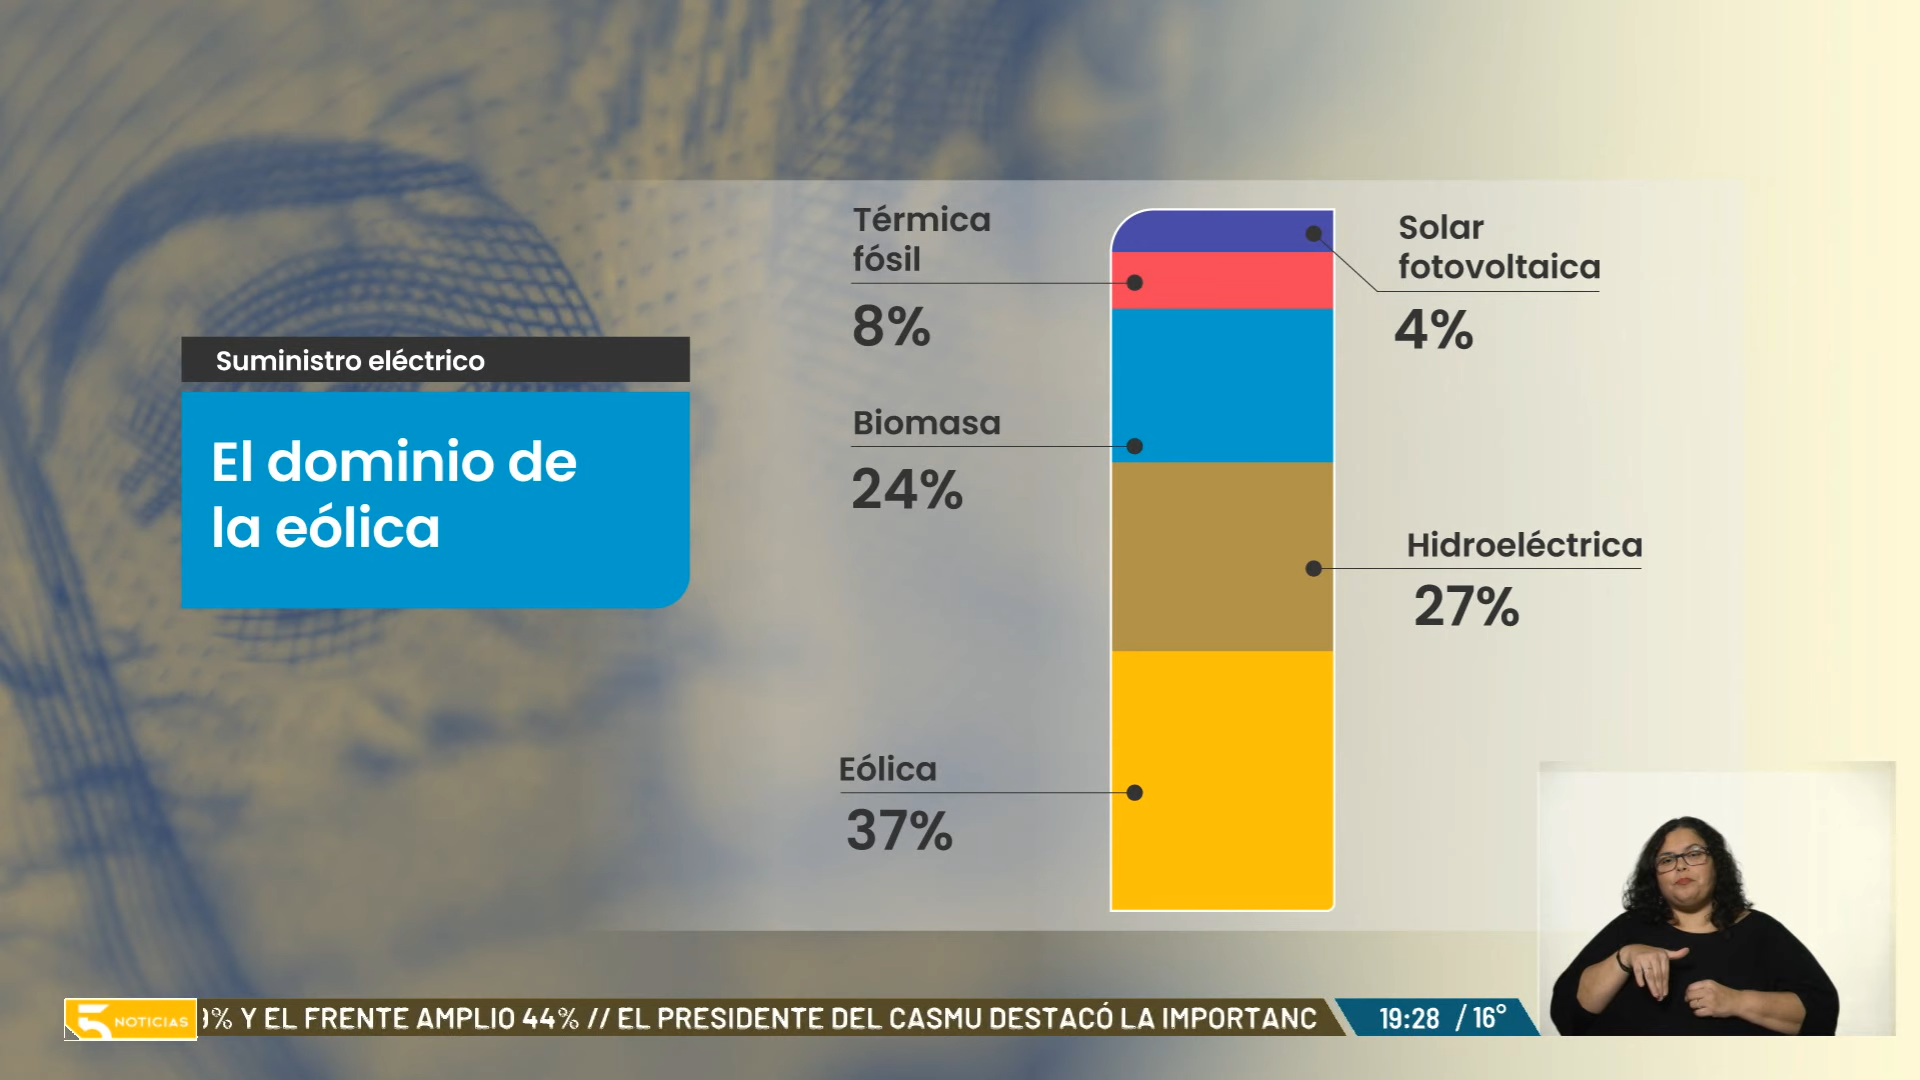 Suministro eléctrico
El dominio de
la eólica
Térmica
fósil
8%
Biomasa
24%
Eólica
37%
Solar
fotovoltaica
4%
Hidroeléctrica
27%
5 NOTICIAS
% Y EL FRENTE AMPLIO 44% // EL PRESIDENTE DEL CASMU DESTACÓ LA IMPORTANC
19:28 / 16°